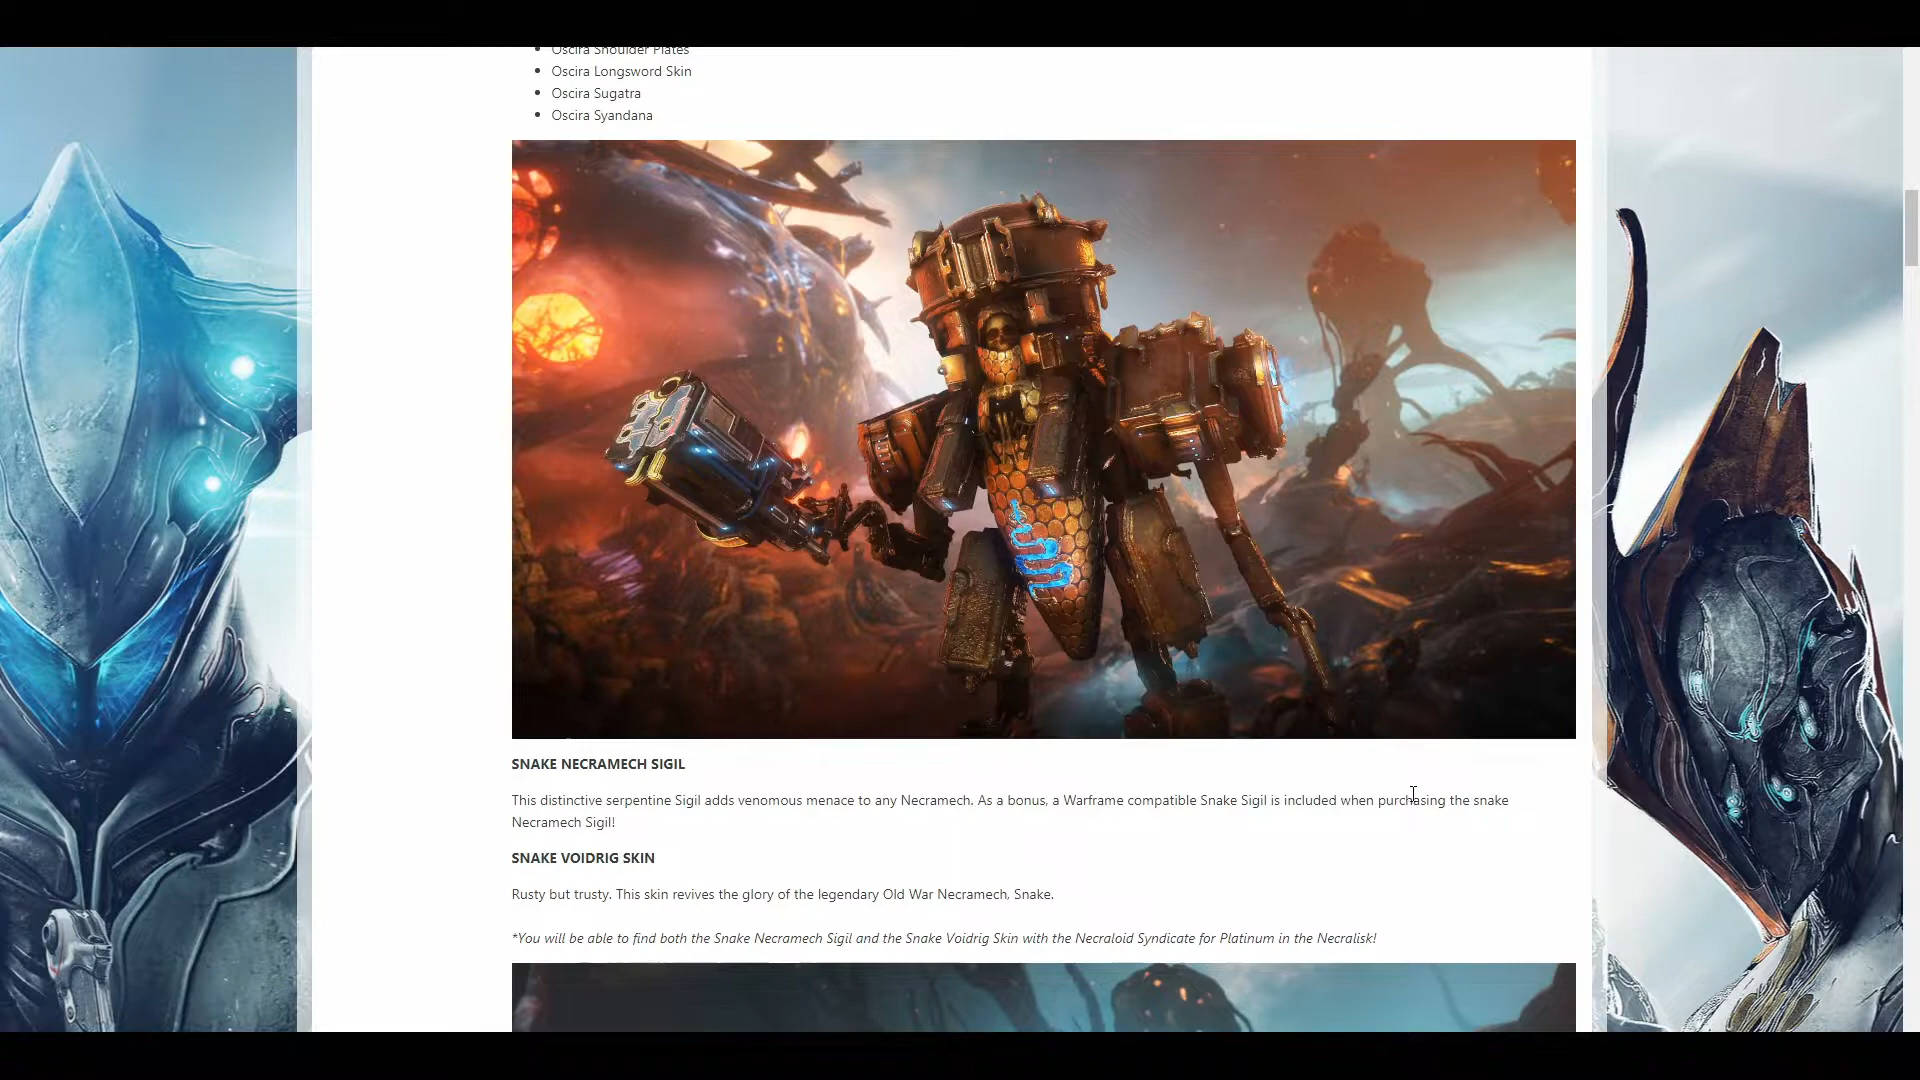 Oscira Shoulder Plates
Oscira Longsword Skin
Oscira Sugatra
Oscira Syandana
SNAKE NECRAMECH SIGIL
This distinctive serpentine Sigil adds venomous menace to any Necramech. As a bonus, a Warframe compatible Snake Sigil is included when purchasing the snake
Necramech Sigil!
SNAKE VOIDRIG SKIN
Rusty but trusty. This skin revives the glory of the legendary Old War Necramech, Snake.
*You will be able to find both the Snake Necramech Sigil and the Snake Voidrig Skin with the Necraloid Syndicate for Platinum in the Necralisk!